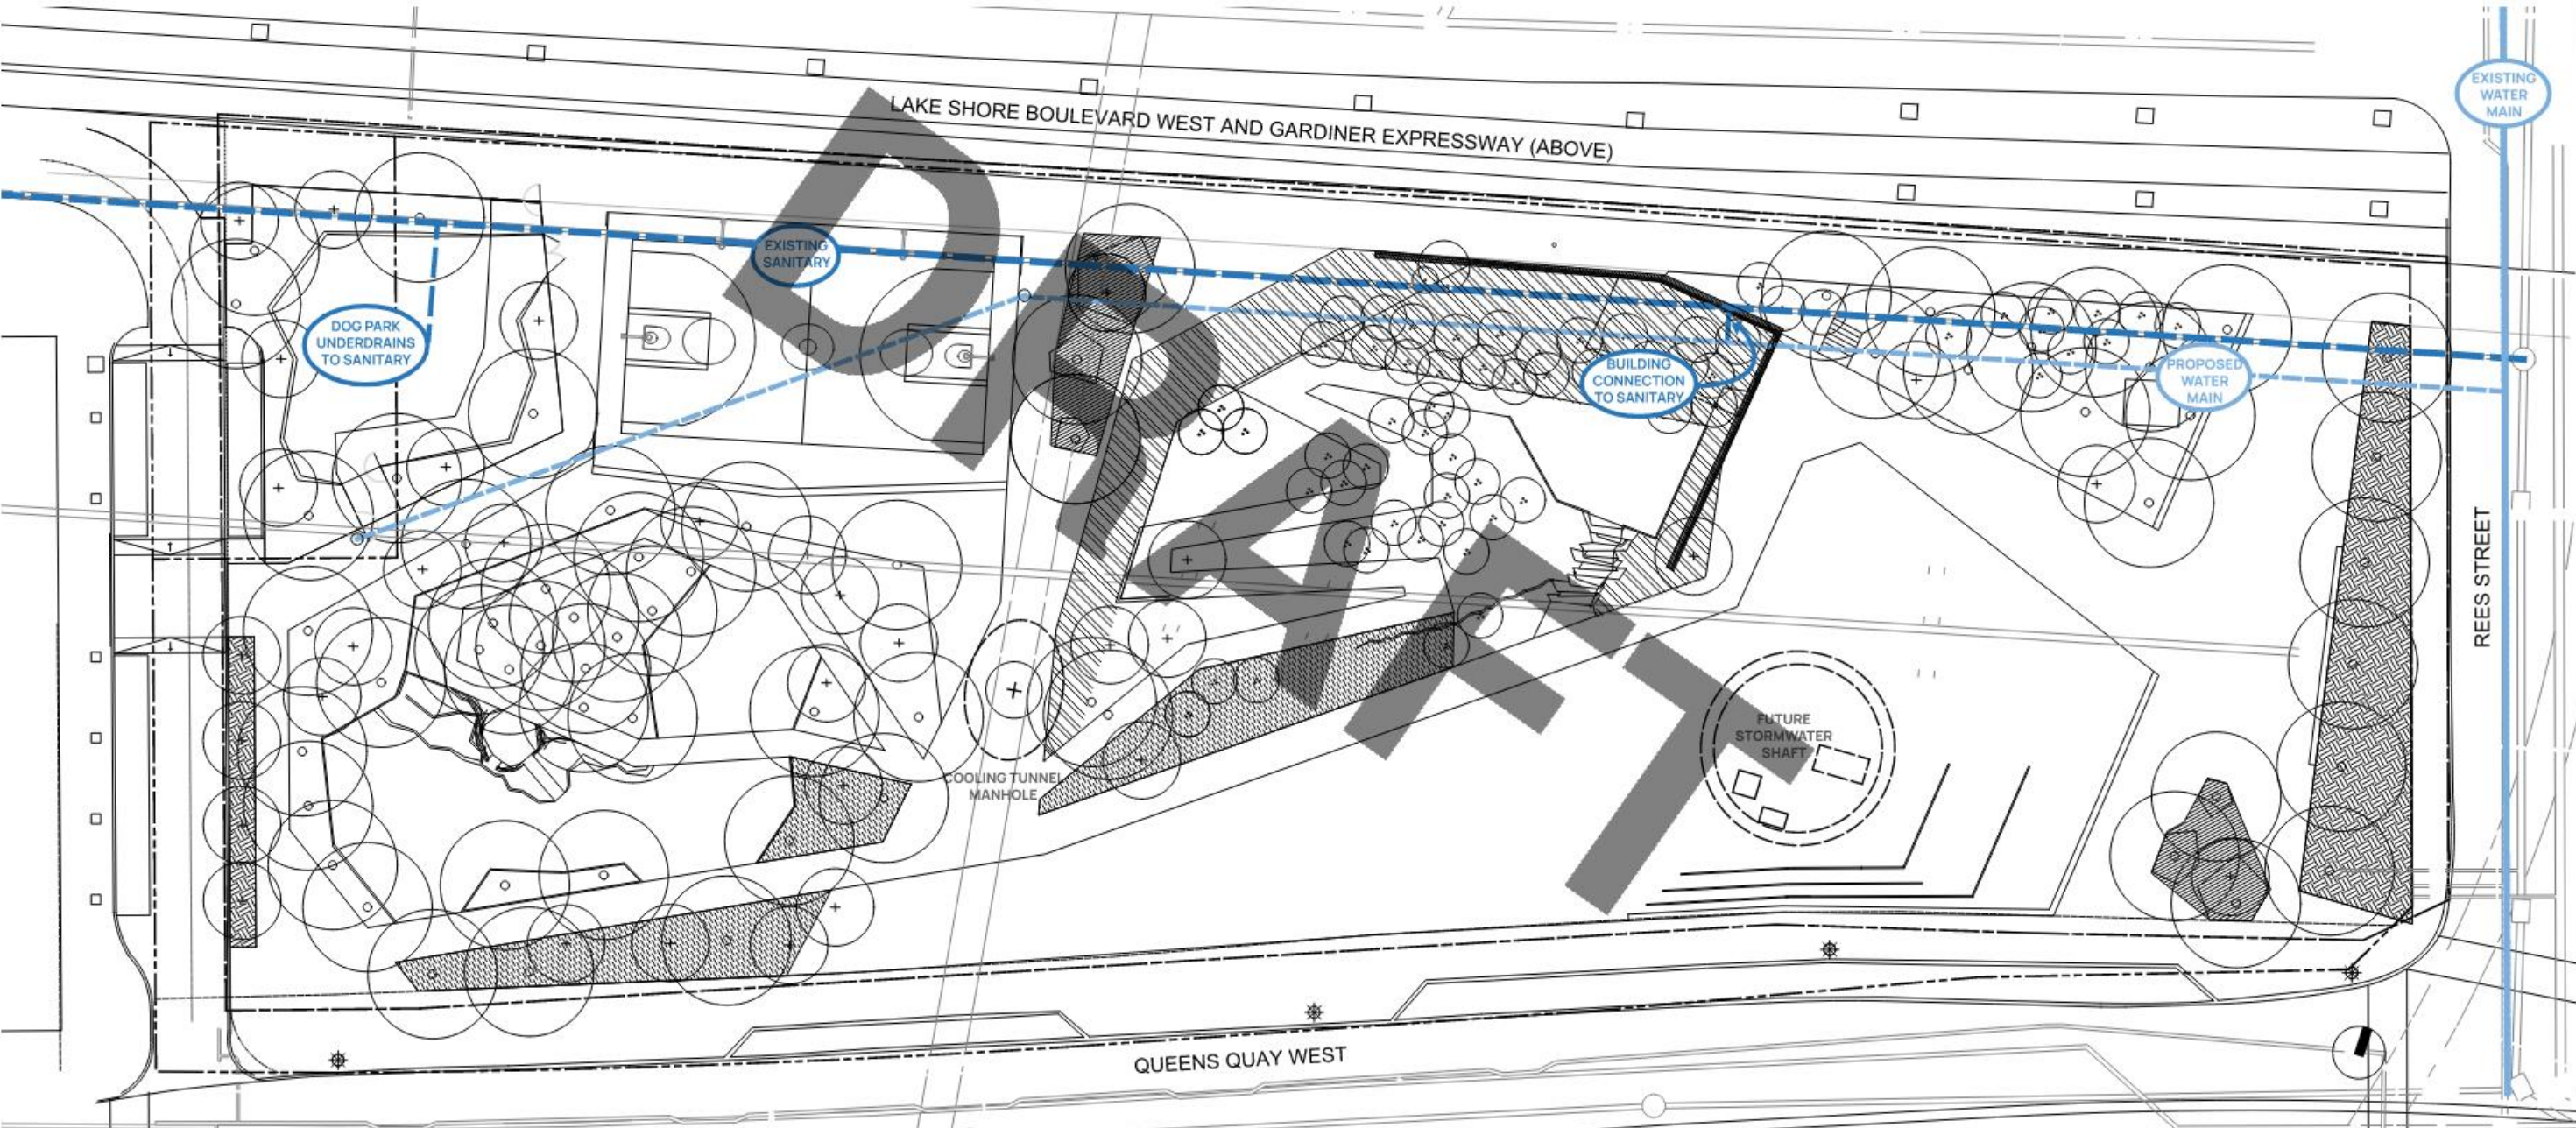 EXISTING
WATER
MAIN
LAKE SHORE BOULEVARD WEST AND GARDINER EXPRESSWAY (ABOVE)
EXISTING
SANITARY
DOG PARK
UNDERDRAINS
TO SANITARY
BUILDING
CONNECTION
TO SANITARY
PROPOSED
WATER
MAIN
DRAFT
REES STREET
FUTURE
STORMWATER
SHAFT
COOLING TUNNEL
MANHOLE
QUEENS QUAY WEST